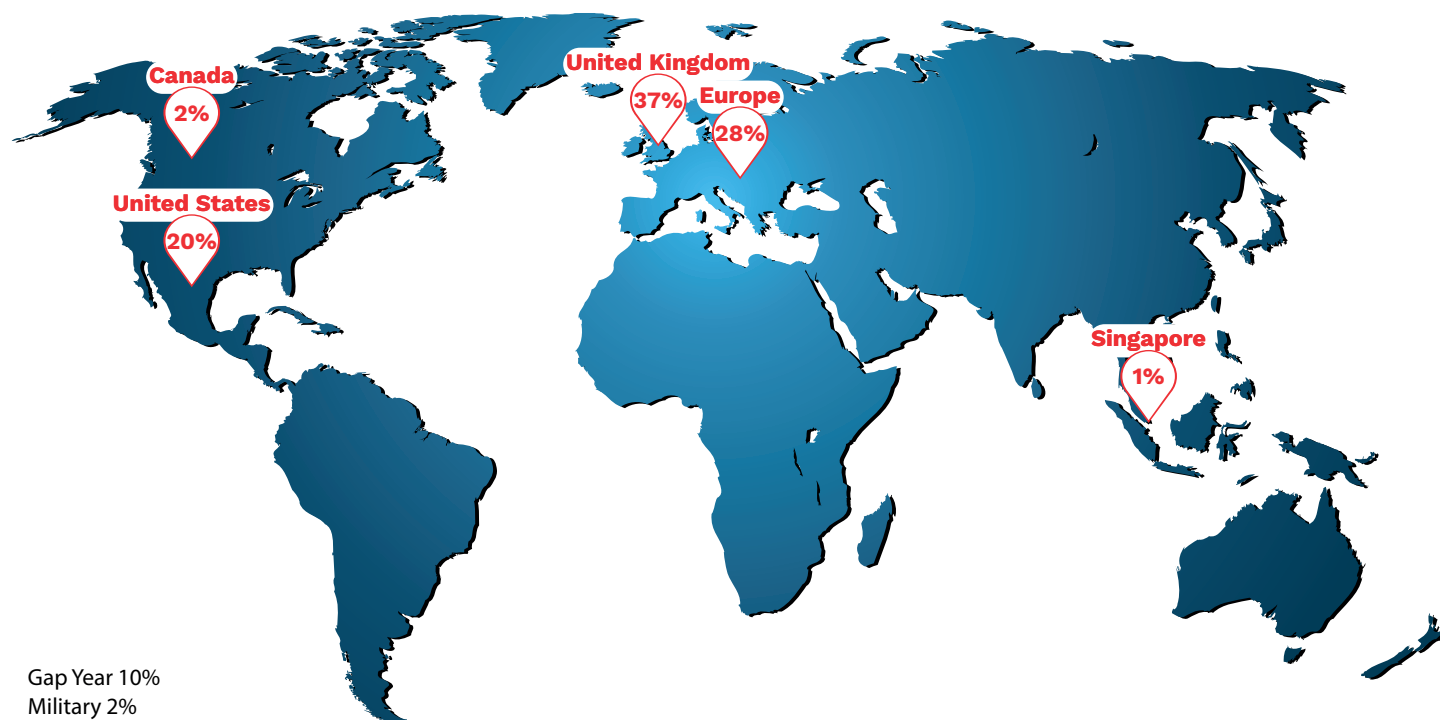 United Kingdom
37%
Canada
2%
Europe
28%
United States
20%
Singapore
1%
Gap Year 10%
Military 2%